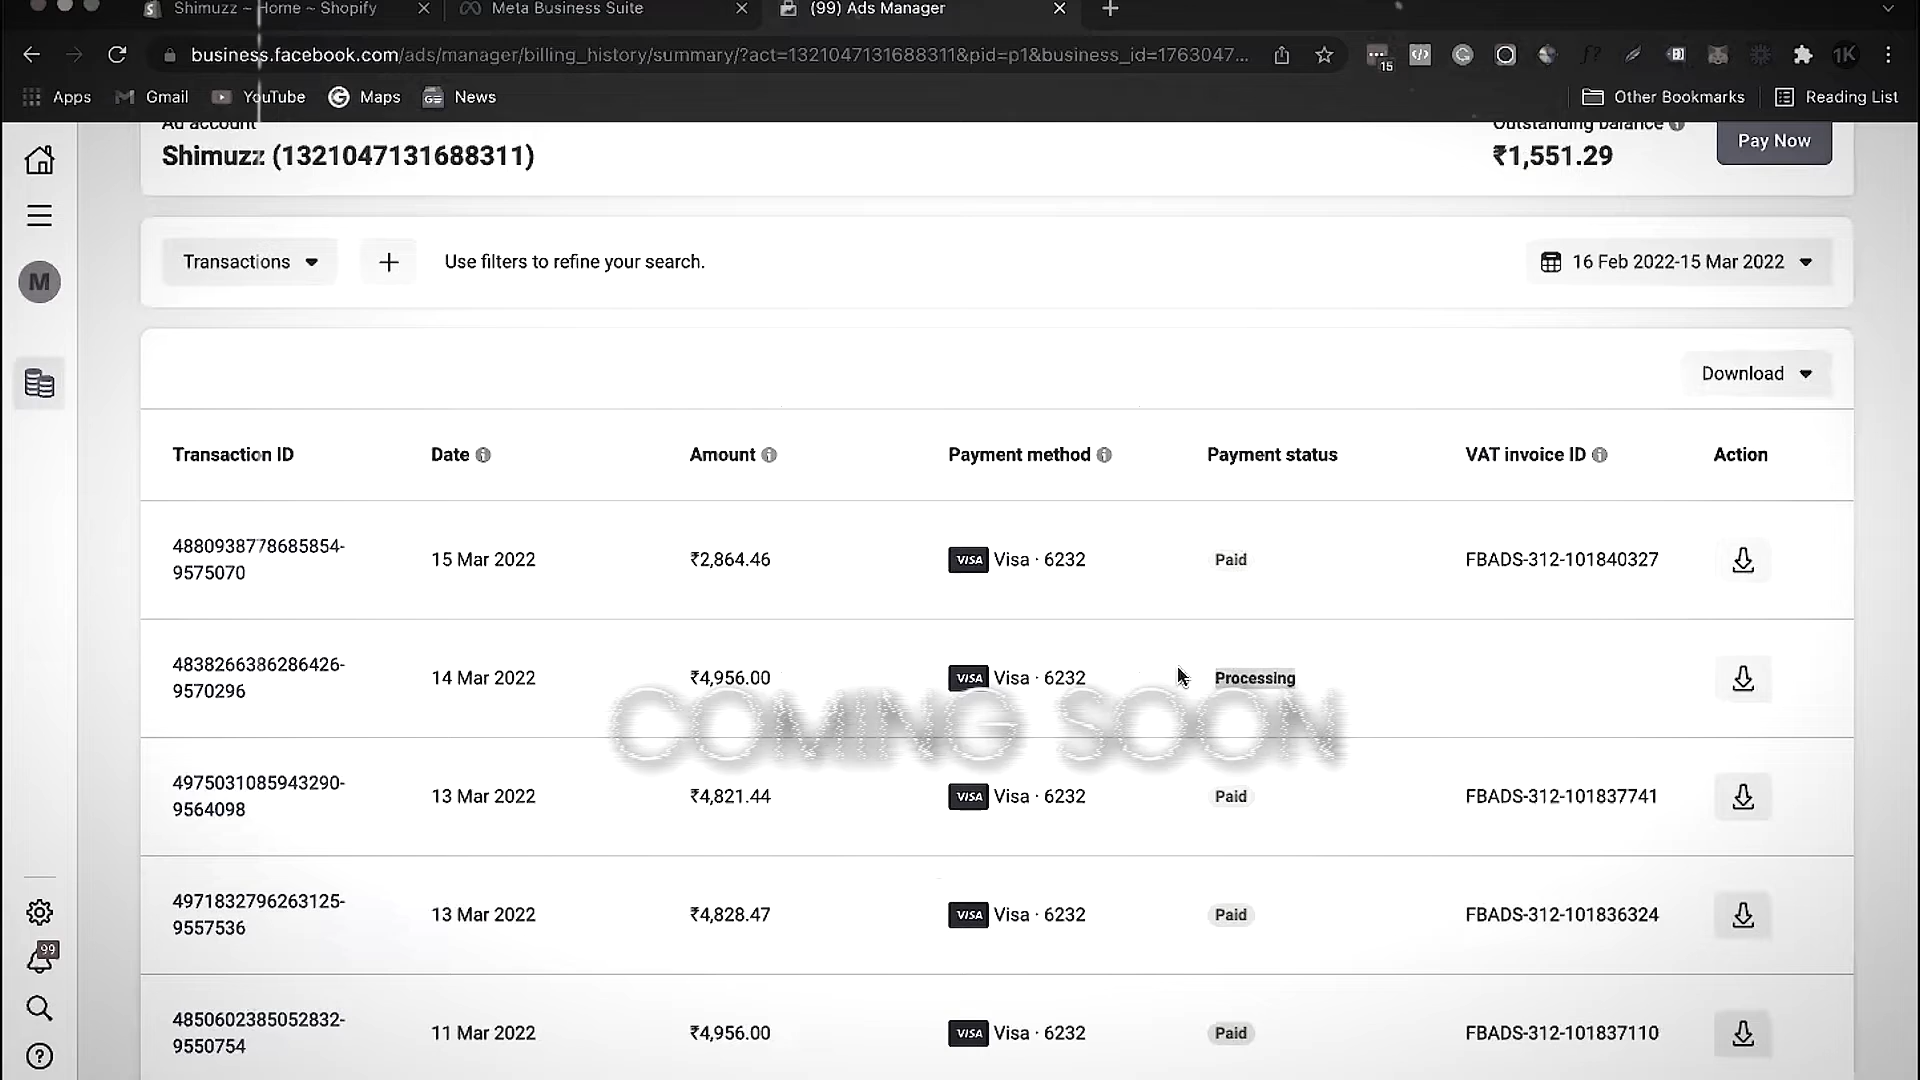 Shimuzz ~ Home ~ Shopify
Meta Business Suite
(99) Ads Manager
business.facebook.com/ads/manager/billing_history/summary/?act=1321047131688311&pid=p1&business_id=1763047...
15
1K
Apps
Gmail
YouTube
Maps
News
Other Bookmarks
Reading List
Ad account
Outstanding balance
Shimuzz (1321047131688311)
₹1,551.29
Pay Now
M
Transactions
Use filters to refine your search.
16 Feb 2022-15 Mar 2022
Download
Transaction ID Date Amount Payment method Payment status VAT invoice ID Action
4880938778685854-
9575070
15 Mar 2022 ₹2,864.46 VISA Visa · 6232 Paid FBADS-312-101840327
4838266386286426-
9570296
14 Mar 2022 ₹4,956.00 VISA Visa · 6232 Processing
COMING SOON
4975031085943290-
9564098
13 Mar 2022 ₹4,821.44 VISA Visa · 6232 Paid FBADS-312-101837741
4971832796263125-
9557536
13 Mar 2022 ₹4,828.47 VISA Visa · 6232 Paid FBADS-312-101836324
99
4850602385052832-
9550754
11 Mar 2022 ₹4,956.00 VISA Visa · 6232 Paid FBADS-312-101837110